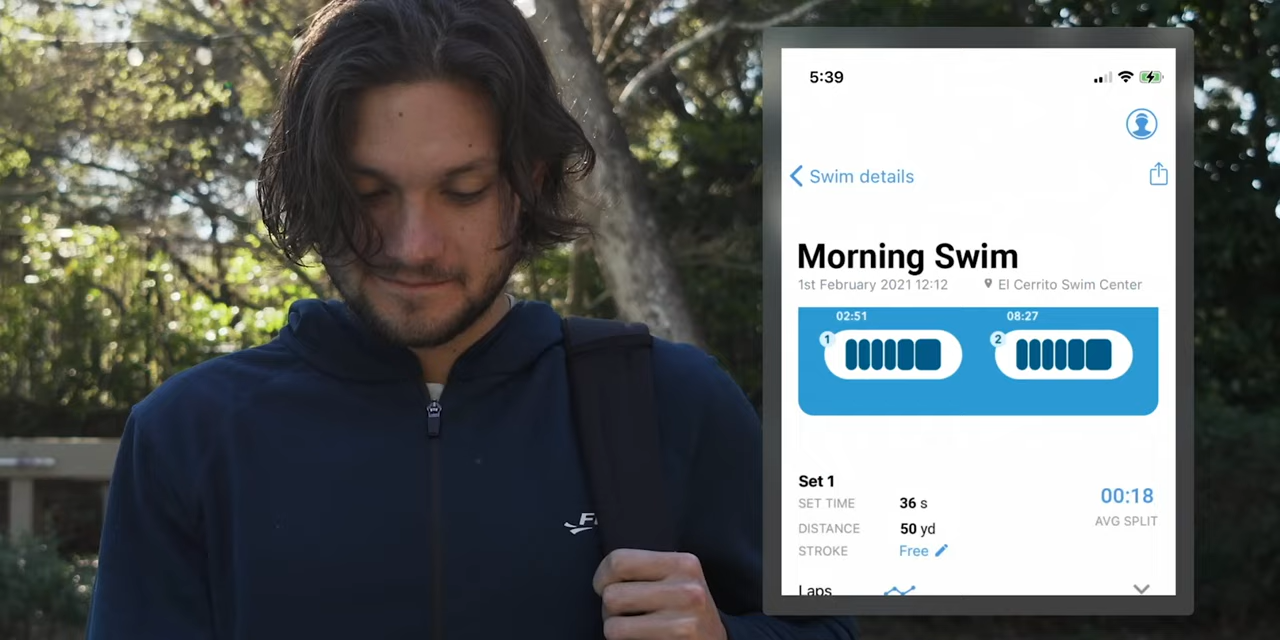 5:39
Swim details
Morning Swim
1st February 2021 12:12 El Cerrito Swim Center
02:51 08:27
1 2
Set 1
SET TIME 36 s
00:18
DISTANCE 50 yd
AVG SPLIT
STROKE Free
Laps